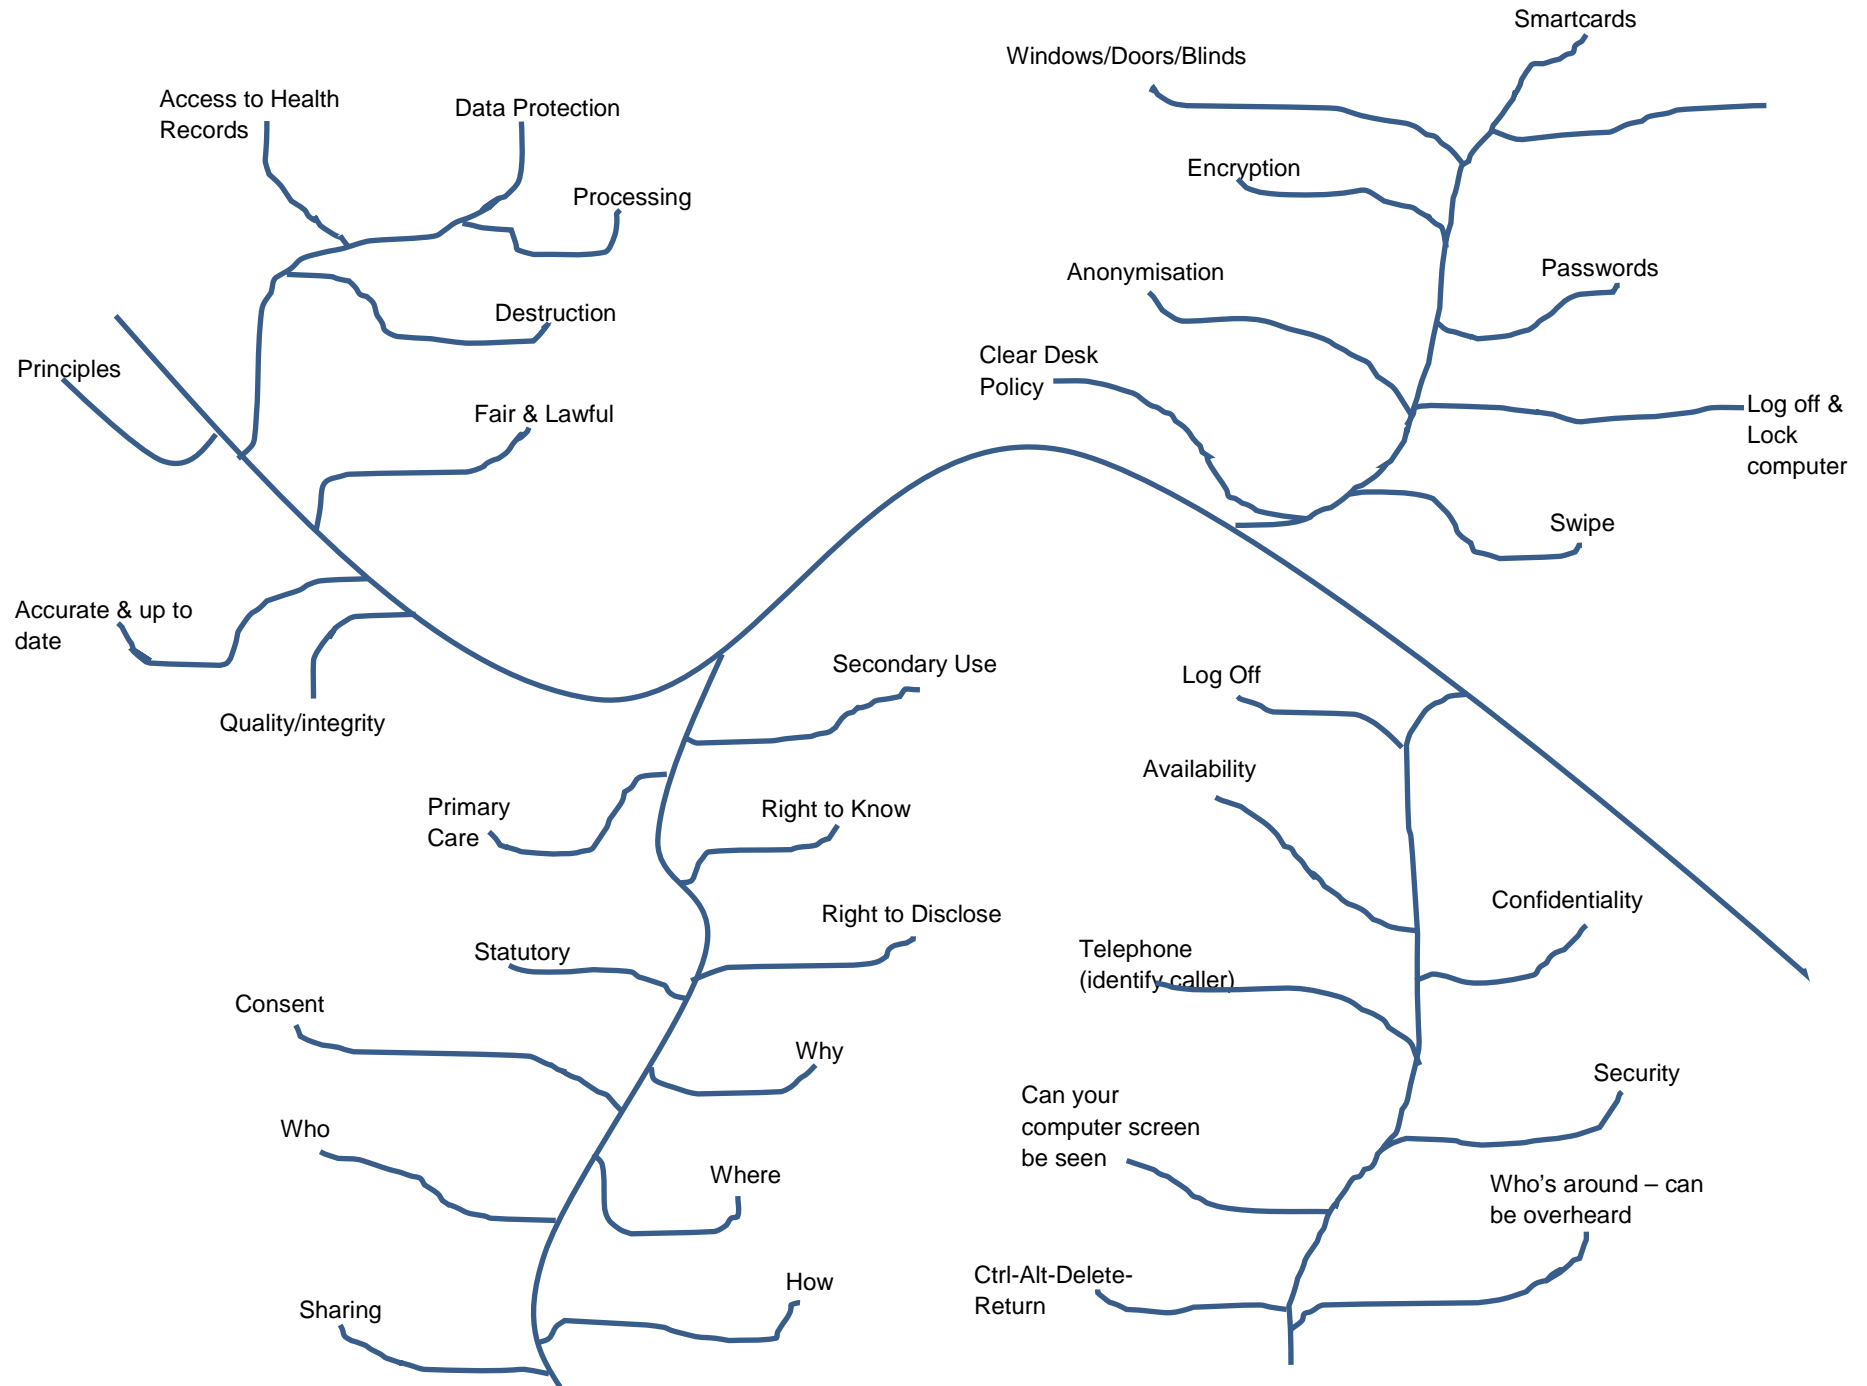 Smartcards
Windows/Doors/Blinds
Access to Health
Records
Data Protection
Encryption
Processing
Passwords
Anonymisation
Destruction
Clear Desk
Policy
Principles
Log off &
Lock
computer
Fair & Lawful
Swipe
Accurate & up to
date
Quality/integrity
Secondary Use
Log Off
Availability
Primary
Care
Right to Know
Confidentiality
Right to Disclose
Telephone
(identify caller)
Statutory
Consent
Why
Security
Can your
computer screen
be seen
Who
Where
Who’s around – can
be overheard
How
Ctrl-Alt-Delete-
Return
Sharing